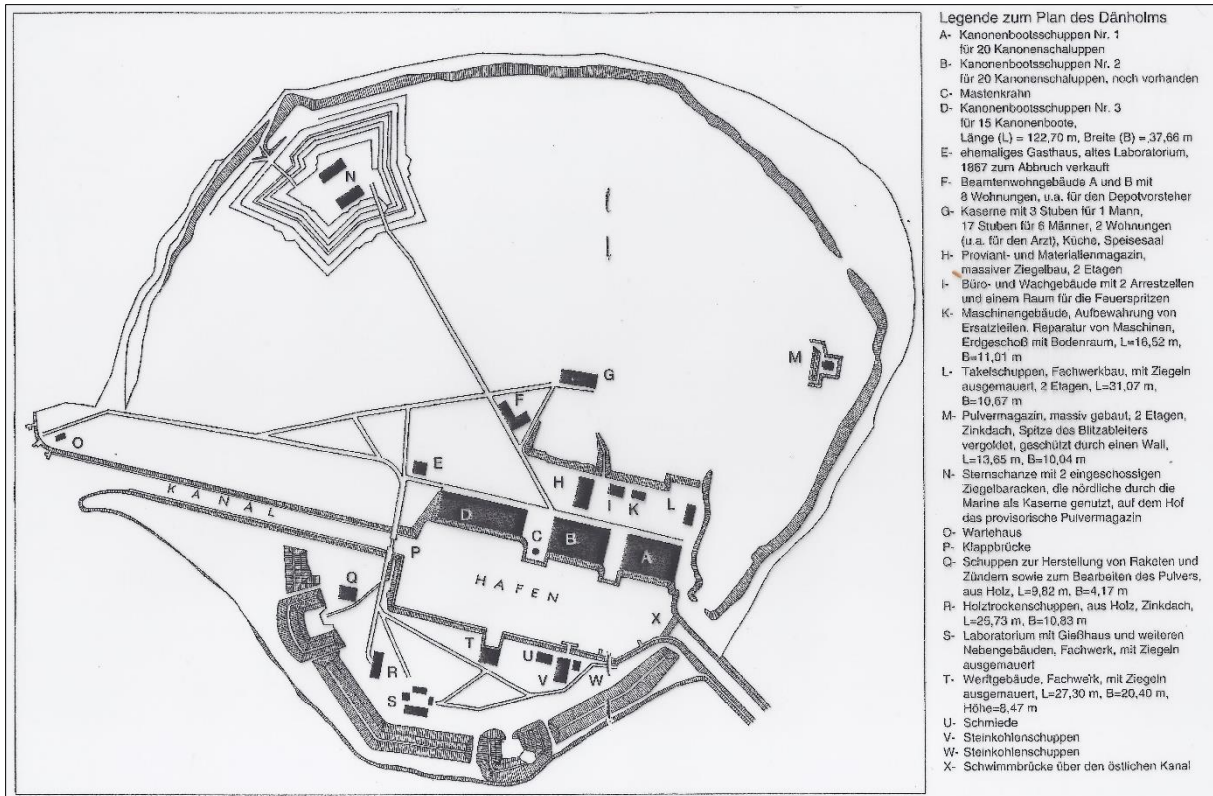 N
M
G
F
O
E
H
I
K
L
KANAL
D
C
B
A
P
HAFEN
Q
X
T
U
R
V
W
S
Legende zum Plan des Dänholms
A- Kanonenbootsschuppen Nr. 1
für 20 Kanonenschaluppen
B- Kanonenbootsschuppen Nr. 2
für 20 Kanonenschaluppen, noch vorhanden
C- Mastenkrahn
D- Kanonenbootsschuppen Nr. 3
für 15 Kanonenboote,
Länge (L) = 122,70 m, Breite (B) = 37,66 m
E- ehemaliges Gasthaus, altes Laboratorium,
1867 zum Abbruch verkauft
F- Beamtenwohngebäude A und B mit
8 Wohnungen, u.a. für den Depotvorsteher
G- Kaserne mit 3 Stuben für 1 Mann,
17 Stuben für 6 Männer, 2 Wohnungen
(u.a. für den Arzt), Küche, Speisesaal
H- Proviant- und Materialienmagazin,
massiver Ziegelbau, 2 Etagen
I- Büro- und Wachgebäude mit 2 Arrestzellen
und einem Raum für die Feuerspritzen
K- Maschinengebäude, Aufbewahrung von
Ersatzteilen, Reparatur von Maschinen,
Erdgeschoß mit Bodenraum, L=16,52 m,
B=11,01 m
L- Takelschuppen, Fachwerkbau, mit Ziegeln
ausgemauert, 2 Etagen, L=31,07 m,
B=10,67 m
M- Pulvermagazin, massiv gebaut, 2 Etagen,
Zinkdach, Spitze des Blitzableiters
vergoldet, geschützt durch einen Wall,
L=13,65 m, B=10,04 m
N- Sternschanze mit 2 eingeschossigen
Ziegelbaracken, die nördliche durch die
Marine als Kaserne genutzt, auf dem Hof
das provisorische Pulvermagazin
O- Wartehaus
P- Klappbrücke
Q- Schuppen zur Herstellung von Raketen und
Zündern sowie zum Bearbeiten des Pulvers,
aus Holz, L=9,82 m, B=4,17 m
R- Holztrockenschuppen, aus Holz, Zinkdach,
L=25,73 m, B=10,83 m
S- Laboratorium mit Gießhaus und weiteren
Nebengebäuden, Fachwerk, mit Ziegeln
ausgemauert
T- Werftgebäude, Fachwerk, mit Ziegeln
ausgemauert, L=27,30 m, B=20,40 m,
Höhe=8,47 m
U- Schmiede
V- Steinkohlenschuppen
W- Steinkohlenschuppen
X- Schwimmbrücke über den östlichen Kanal